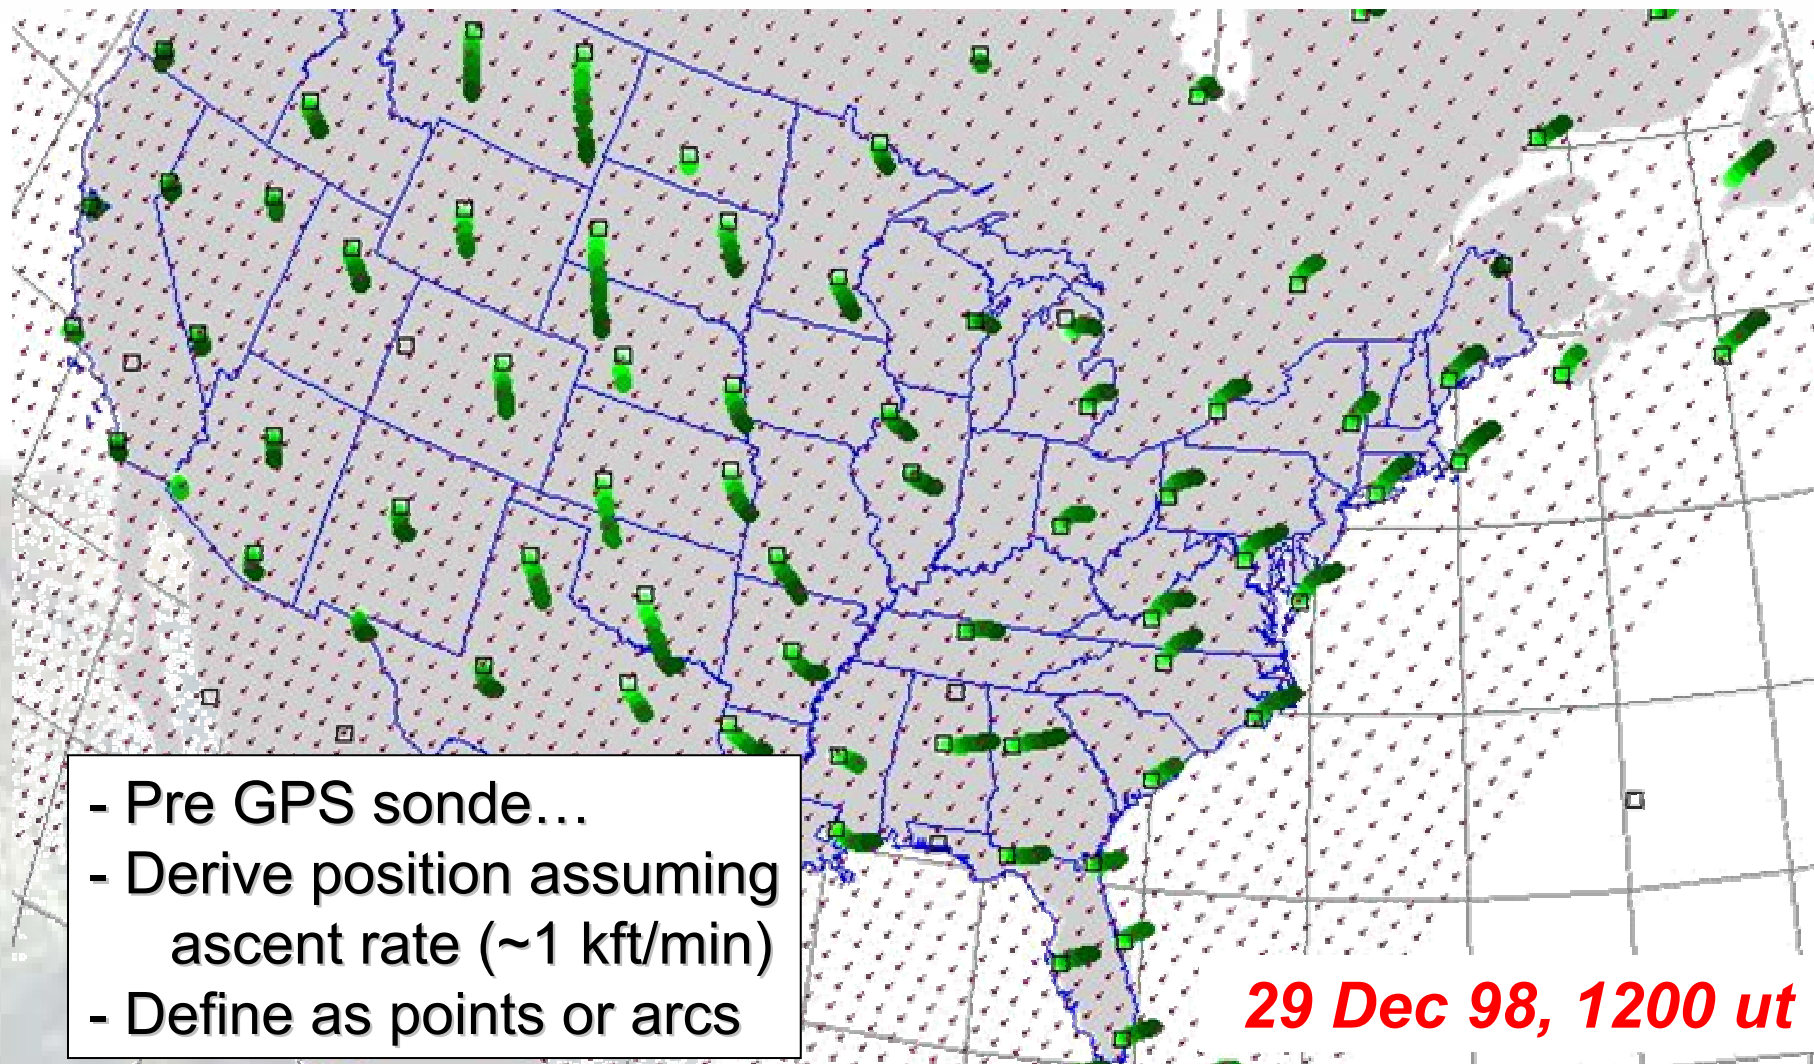 - Pre GPS sonde…
- Derive position assuming
ascent rate (~1 kft/min)
- Define as points or arcs
29 Dec 98, 1200 ut